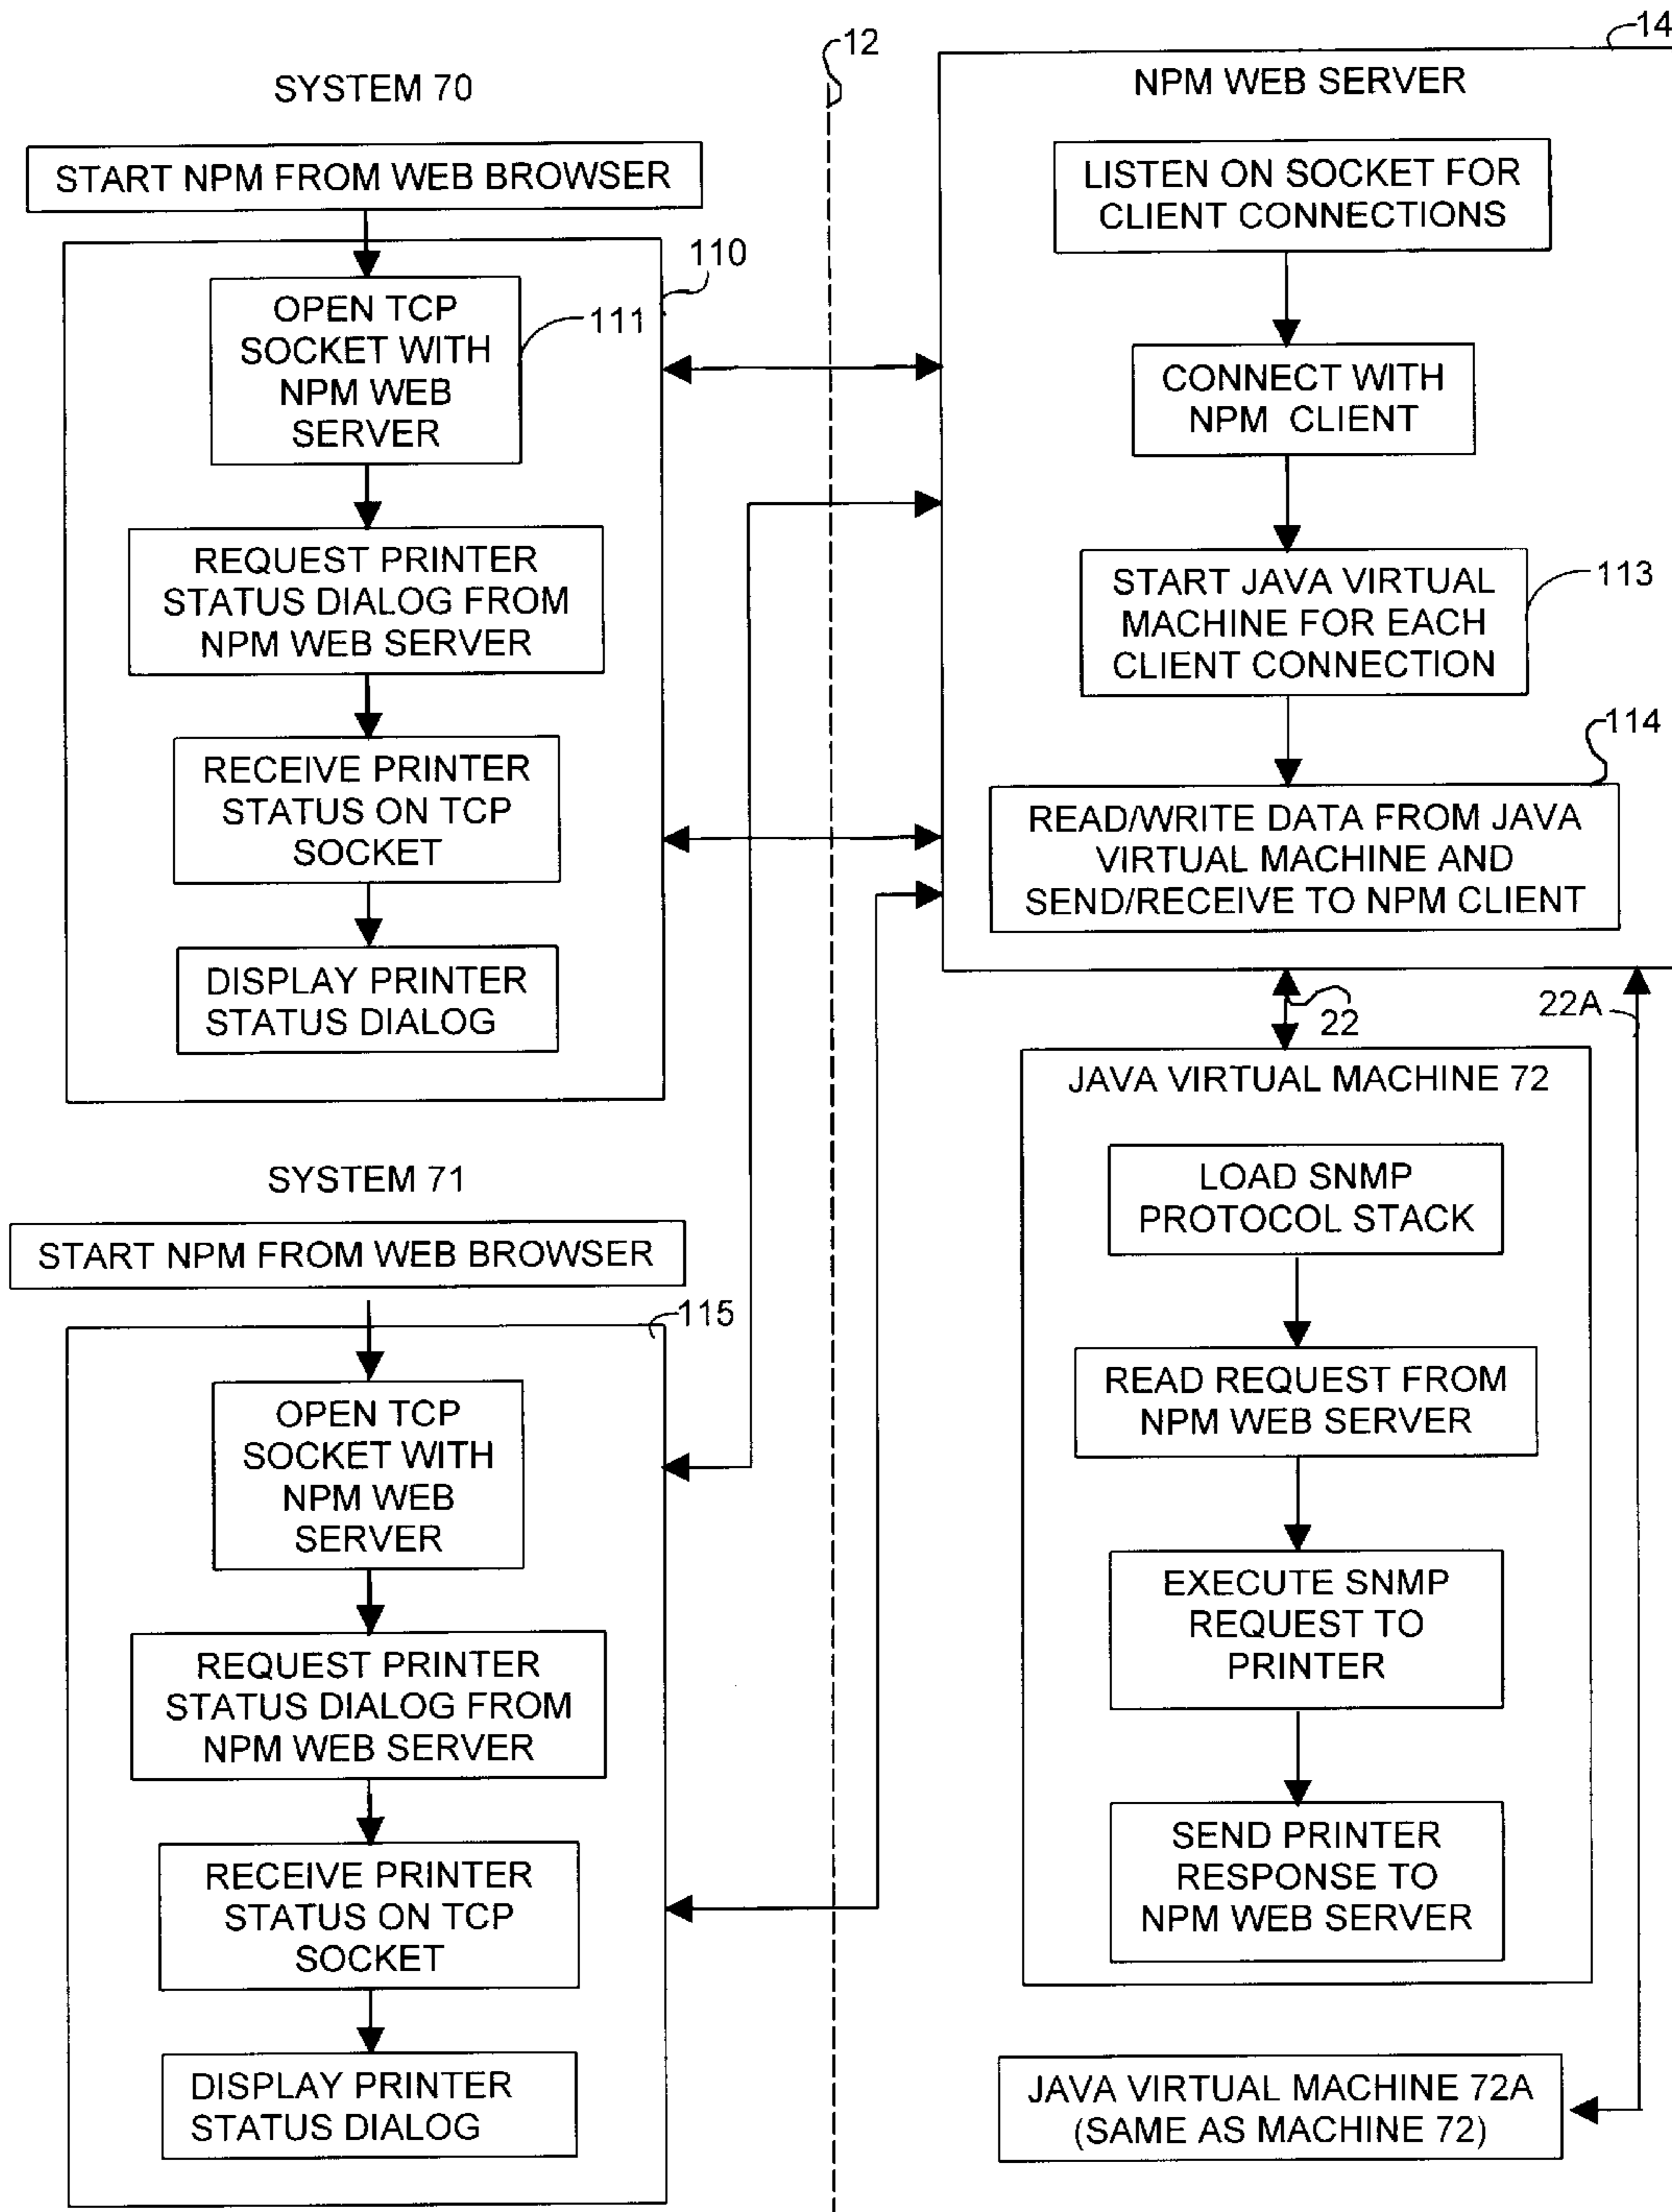 SYSTEM 70
START NPM FROM WEB BROWSER
110
OPEN TCP
SOCKET WITH
NPM WEB
SERVER
111
REQUEST PRINTER
STATUS DIALOG FROM
NPM WEB SERVER
RECEIVE PRINTER
STATUS ON TCP
SOCKET
DISPLAY PRINTER
STATUS DIALOG
SYSTEM 71
START NPM FROM WEB BROWSER
115
OPEN TCP
SOCKET WITH
NPM WEB
SERVER
REQUEST PRINTER
STATUS DIALOG FROM
NPM WEB SERVER
RECEIVE PRINTER
STATUS ON TCP
SOCKET
DISPLAY PRINTER
STATUS DIALOG
12
14
NPM WEB SERVER
LISTEN ON SOCKET FOR
CLIENT CONNECTIONS
CONNECT WITH
NPM CLIENT
START JAVA VIRTUAL
MACHINE FOR EACH
CLIENT CONNECTION
113
114
READ/WRITE DATA FROM JAVA
VIRTUAL MACHINE AND
SEND/RECEIVE TO NPM CLIENT
22
22A
JAVA VIRTUAL MACHINE 72
LOAD SNMP
PROTOCOL STACK
READ REQUEST FROM
NPM WEB SERVER
EXECUTE SNMP
REQUEST TO
PRINTER
SEND PRINTER
RESPONSE TO
NPM WEB SERVER
JAVA VIRTUAL MACHINE 72A
(SAME AS MACHINE 72)